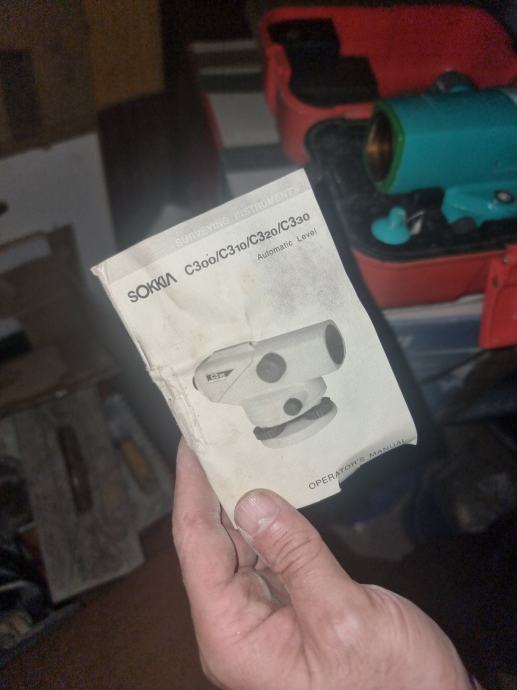 SURVEYING INSTRUMENTS
SOKKIA C300/C310/C320/C330
Automatic Level
OPERATOR'S MANUAL